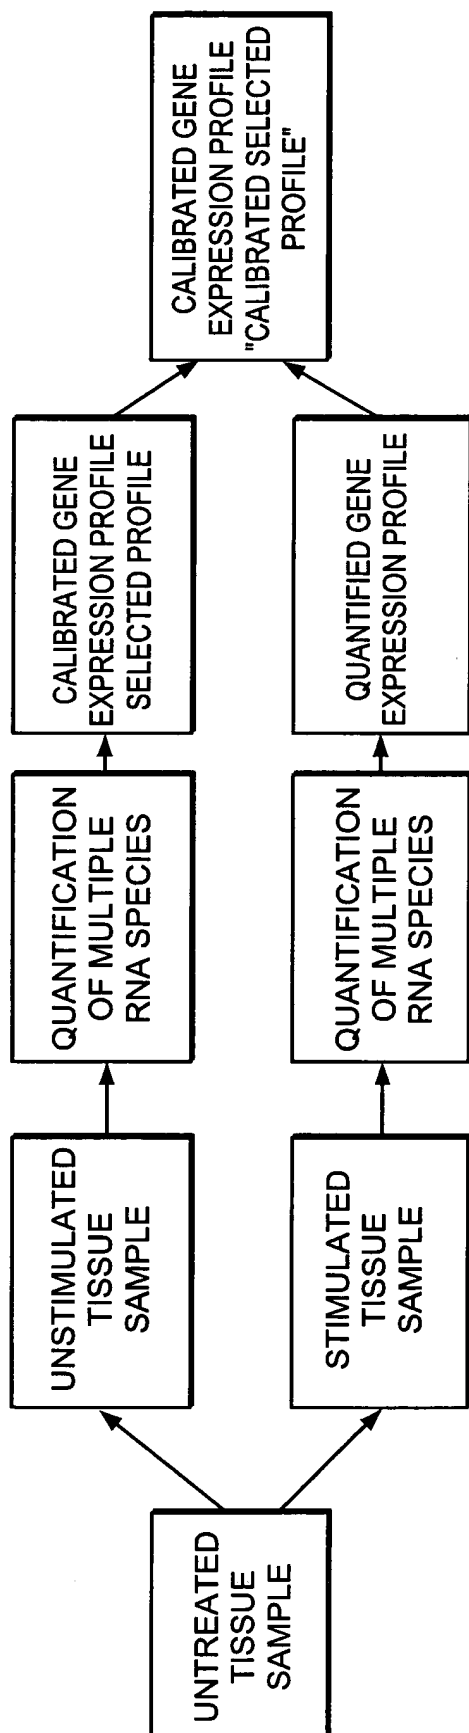 UNTREATED
TISSUE
SAMPLE
UNSTIMULATED
TISSUE
SAMPLE
QUANTIFICATION
OF MULTIPLE
RNA SPECIES
CALIBRATED GENE
EXPRESSION PROFILE
SELECTED PROFILE
STIMULATED
TISSUE
SAMPLE
QUANTIFICATION
OF MULTIPLE
RNA SPECIES
QUANTIFIED GENE
EXPRESSION PROFILE
CALIBRATED GENE
EXPRESSION PROFILE
"CALIBRATED SELECTED
PROFILE"